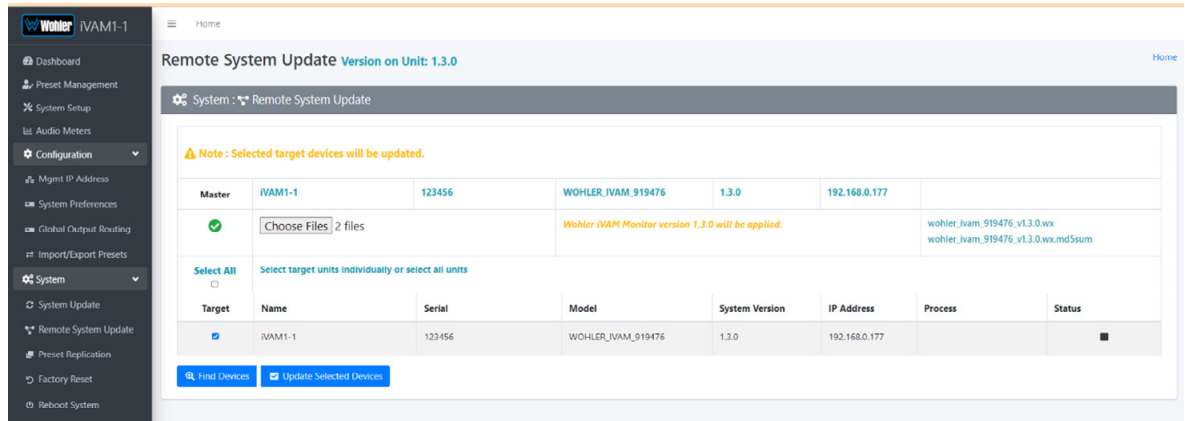 Wohler iVAM1-1
Home
Dashboard
Preset Management
System Setup
Audio Meters
Configuration
Mgmt IP Address
System Preferences
Global Output Routing
Import/Export Presets
System
System Update
Remote System Update
Preset Replication
Factory Reset
Reboot System
Remote System Update Version on Unit: 1.3.0
Home
System : Remote System Update
Note : Selected target devices will be updated.
Master iVAM1-1 123456 WOHLER_IVAM_919476 1.3.0 192.168.0.177
Choose Files 2 files Wohler iVAM Monitor version 1.3.0 will be applied. wohler_ivam_919476_v1.3.0.wx
wohler_ivam_919476_v1.3.0.wx.md5sum
Select All Select target units individually or select all units
Target Name Serial Model System Version IP Address Process Status
iVAM1-1 123456 WOHLER_IVAM_919476 1.3.0 192.168.0.177
Find Devices Update Selected Devices